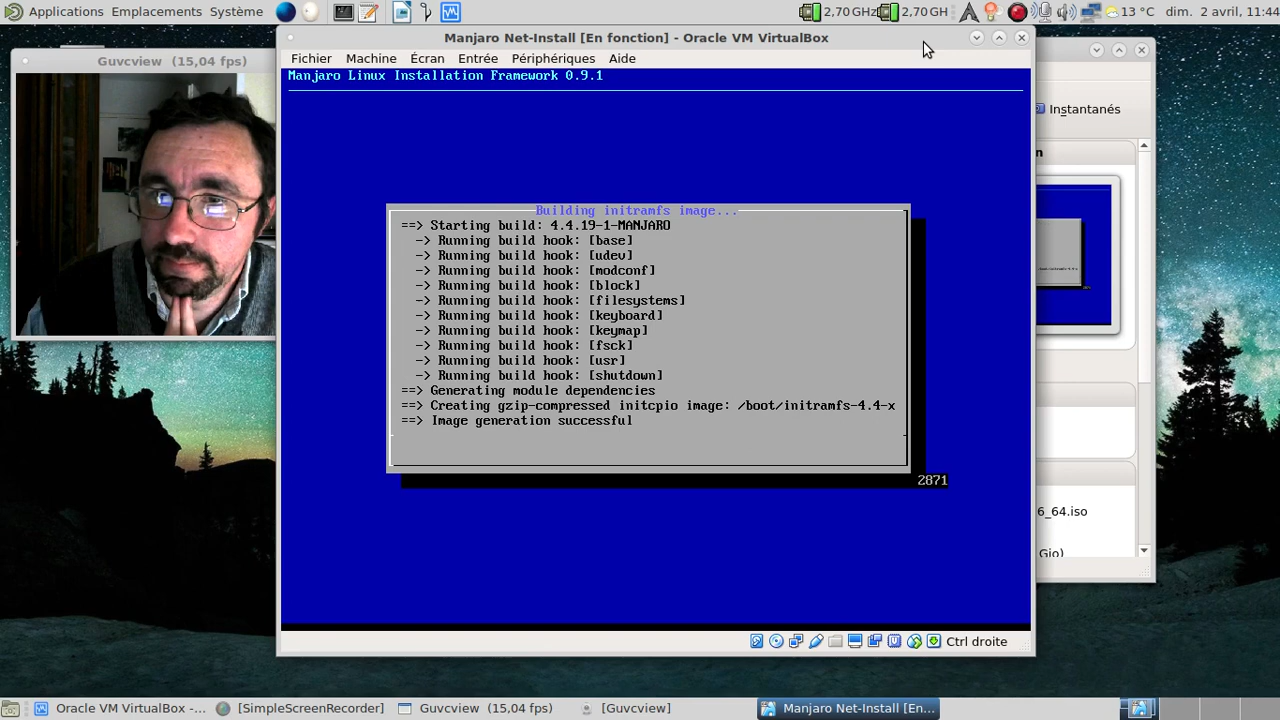 Applications Emplacements Système
2,70 GHz 2,70 GH 13 °C dim. 2 avril, 11:44
Guvcview (15,04 fps)
Manjaro Net-Install [En fonction] - Oracle VM VirtualBox
Fichier Machine Écran Entrée Périphériques Aide
Manjaro Linux Installation Framework 0.9.1
Instantanés
n
Building initramfs image...
==> Starting build: 4.4.19-1-MANJARO
-> Running build hook: [base]
-> Running build hook: [udev]
-> Running build hook: [modconf]
-> Running build hook: [block]
-> Running build hook: [filesystems]
-> Running build hook: [keyboard]
-> Running build hook: [keymap]
-> Running build hook: [fsck]
-> Running build hook: [usr]
-> Running build hook: [shutdown]
==> Generating module dependencies
==> Creating gzip-compressed initcpio image: /boot/initramfs-4.4-x
==> Image generation successful
2871
6_64.iso
Gio)
Ctrl droite
Oracle VM VirtualBox -... [SimpleScreenRecorder] Guvcview (15,04 fps) [Guvcview] Manjaro Net-Install [En...